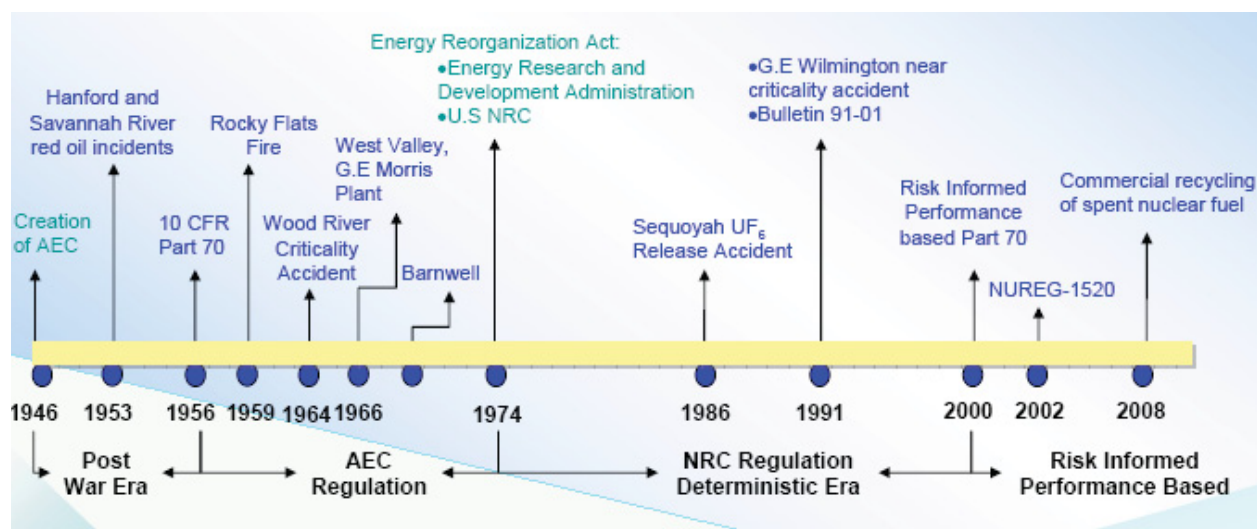 Energy Reorganization Act:
•Energy Research and
Development Administration
•U.S NRC
•G.E Wilmington near
criticality accident
•Bulletin 91-01
Hanford and
Savannah River
red oil incidents
Rocky Flats
Fire
West Valley,
G.E Morris
Plant
Risk Informed
Performance
based Part 70
Commercial recycling
of spent nuclear fuel
Creation
of AEC
10 CFR
Part 70
Wood River
Criticality
Accident
Barnwell
Sequoyah UF6
Release Accident
NUREG-1520
1946 1953 1956 1959 1964 1966 1974 1986 1991 2000 2002 2008
Post
War Era
AEC
Regulation
NRC Regulation
Deterministic Era
Risk Informed
Performance Based